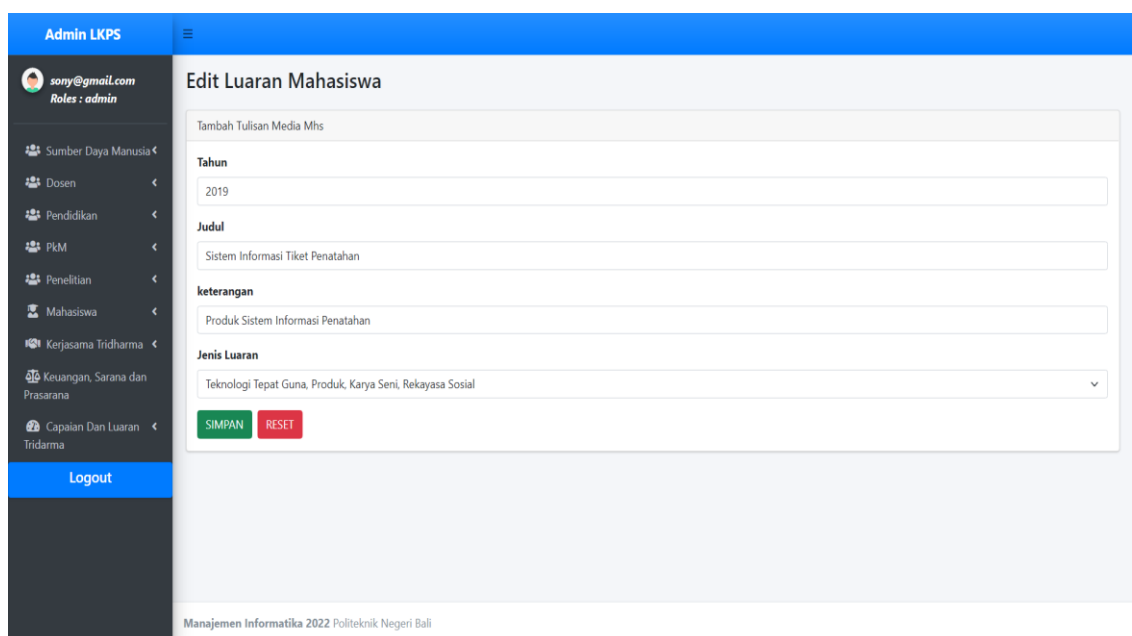 Admin LKPS
sony@gmail.com
Roles : admin
Sumber Daya Manusia
Dosen
Pendidikan
PkM
Penelitian
Mahasiswa
Kerjasama Tridharma
Keuangan, Sarana dan
Prasarana
Capaian Dan Luaran
Tridarma
Logout
Edit Luaran Mahasiswa
Tambah Tulisan Media Mhs
Tahun
2019
Judul
Sistem Informasi Tiket Penatahan
keterangan
Produk Sistem Informasi Penatahan
Jenis Luaran
Teknologi Tepat Guna, Produk, Karya Seni, Rekayasa Sosial
SIMPAN RESET
Manajemen Informatika 2022 Politeknik Negeri Bali